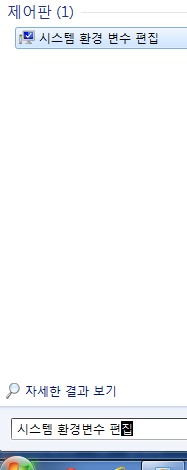 제어판 (1)
시스템 환경 변수 편집
자세한 결과 보기
시스템 환경변수 편집